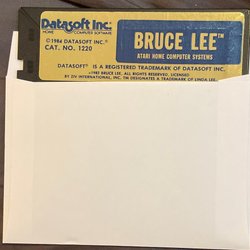 Datasoft Inc.®
HOME COMPUTER SOFTWARE
©1984 DATASOFT INC.®
CAT. NO. 1220
BRUCE LEE™
ATARI HOME COMPUTER SYSTEMS
DATASOFT® IS A REGISTERED TRADEMARK OF DATASOFT INC.
©1983 BRUCE LEE, ALL RIGHTS RESERVED, LICENSED
BY ZIV INTERNATIONAL, INC. TM DESIGNATES A TRADEMARK OF LINDA LEE.